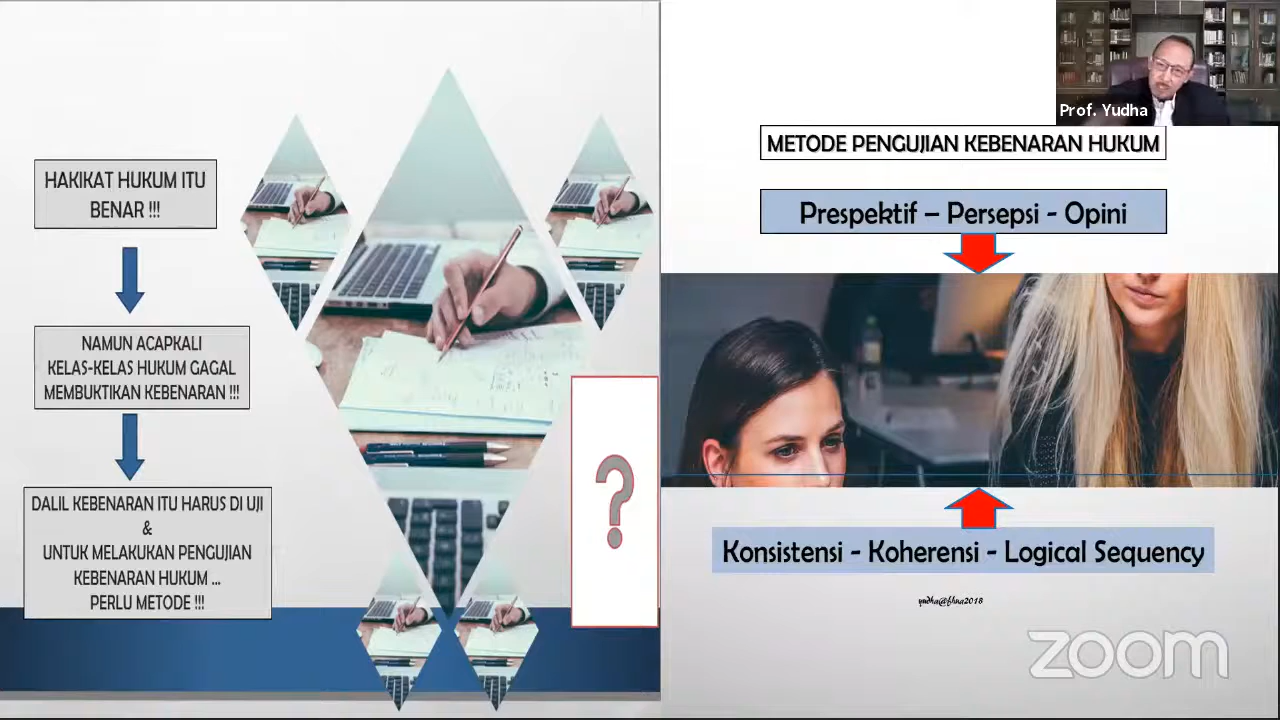 HAKIKAT HUKUM ITU
BENAR !!!
NAMUN ACAPKALI
KELAS-KELAS HUKUM GAGAL
MEMBUKTIKAN KEBENARAN !!!
DALIL KEBENARAN ITU HARUS DI UJI
&
UNTUK MELAKUKAN PENGUJIAN
KEBENARAN HUKUM ...
PERLU METODE !!!
?
Prof. Yudha
METODE PENGUJIAN KEBENARAN HUKUM
Prespektif – Persepsi - Opini
Konsistensi - Koherensi - Logical Sequency
yudha@fhua2018
zoom